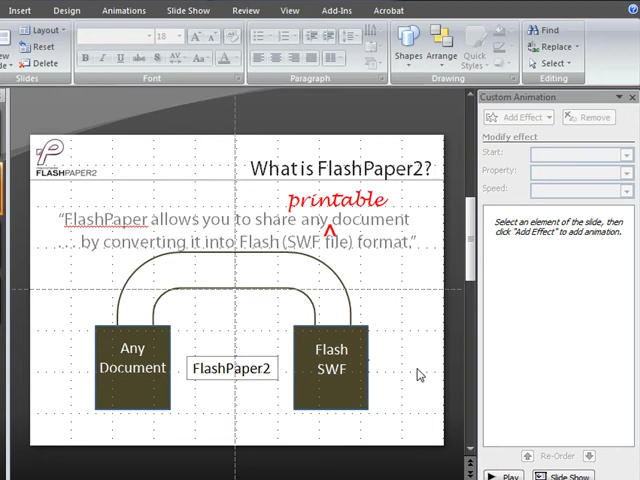 Insert Design Animations Slide Show Review View Add-Ins Acrobat
Layout
Reset
Delete
18
Shapes
Arrange
Quick
Styles
Find
Replace
Select
Slides Font Paragraph Drawing Editing
Custom Animation
Add Effect Remove
Modify effect
Start:
Property:
Speed:
Select an element of the slide, then
click "Add Effect" to add animation.
Re-Order
Play Slide Show
FLASHPAPER2
What is FlashPaper2?
printable
“FlashPaper allows you to share any document
^
... by converting it into Flash (SWF file) format.”
Any
Document
FlashPaper2
Flash
SWF